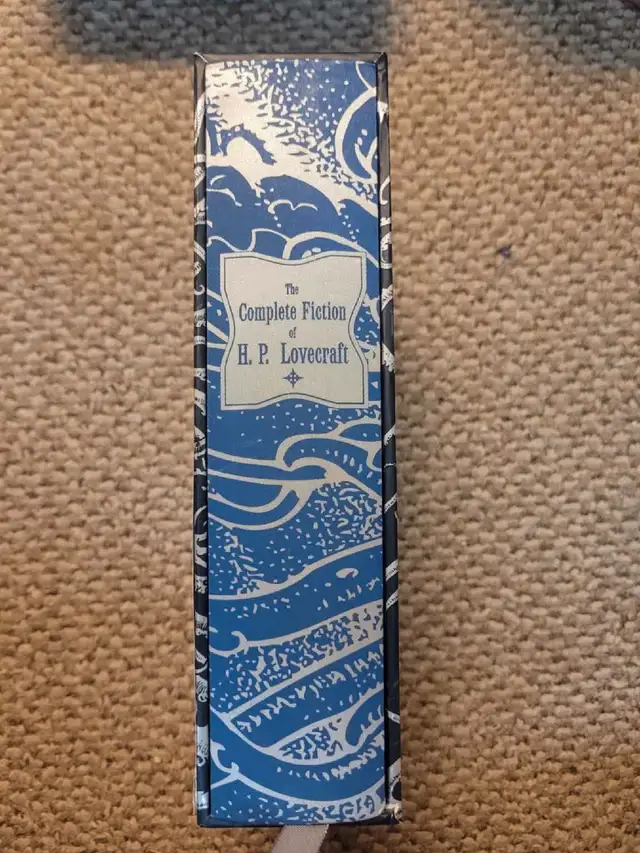 The
Complete Fiction
of
H. P. Lovecraft